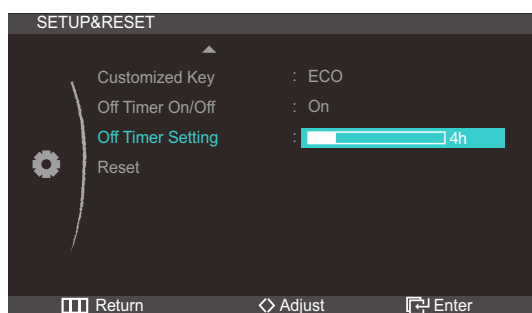 SETUP&RESET
Customized Key : ECO
Off Timer On/Off : On
Off Timer Setting : 4h
Reset
Return Adjust Enter